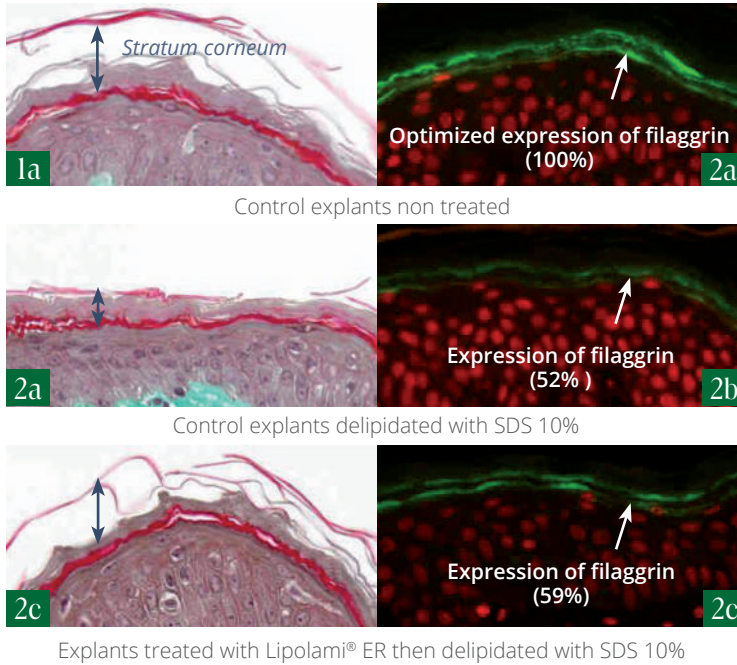 Stratum corneum
Optimized expression of filaggrin
(100%)
1a
2a
Control explants non treated
Expression of filaggrin
(52% )
2a
2b
Control explants delipidated with SDS 10%
Expression of filaggrin
(59%)
2c
2c
Explants treated with Lipolami® ER then delipidated with SDS 10%